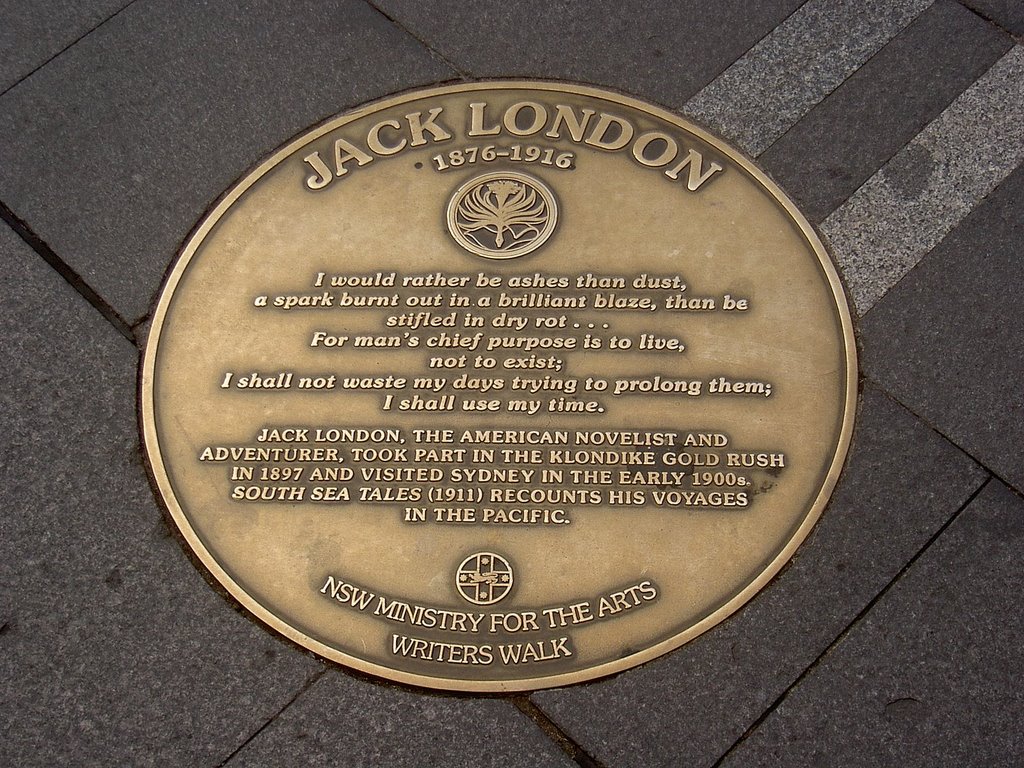 JACK LONDON
1876-1916
I would rather be ashes than dust,
a spark burnt out in a brilliant blaze, than be
stifled in dry rot . . .
For man's chief purpose is to live,
not to exist;
I shall not waste my days trying to prolong them;
I shall use my time.
JACK LONDON, THE AMERICAN NOVELIST AND
ADVENTURER, TOOK PART IN THE KLONDIKE GOLD RUSH
IN 1897 AND VISITED SYDNEY IN THE EARLY 1900s.
SOUTH SEA TALES (1911) RECOUNTS HIS VOYAGES
IN THE PACIFIC.
NSW MINISTRY FOR THE ARTS
WRITERS WALK